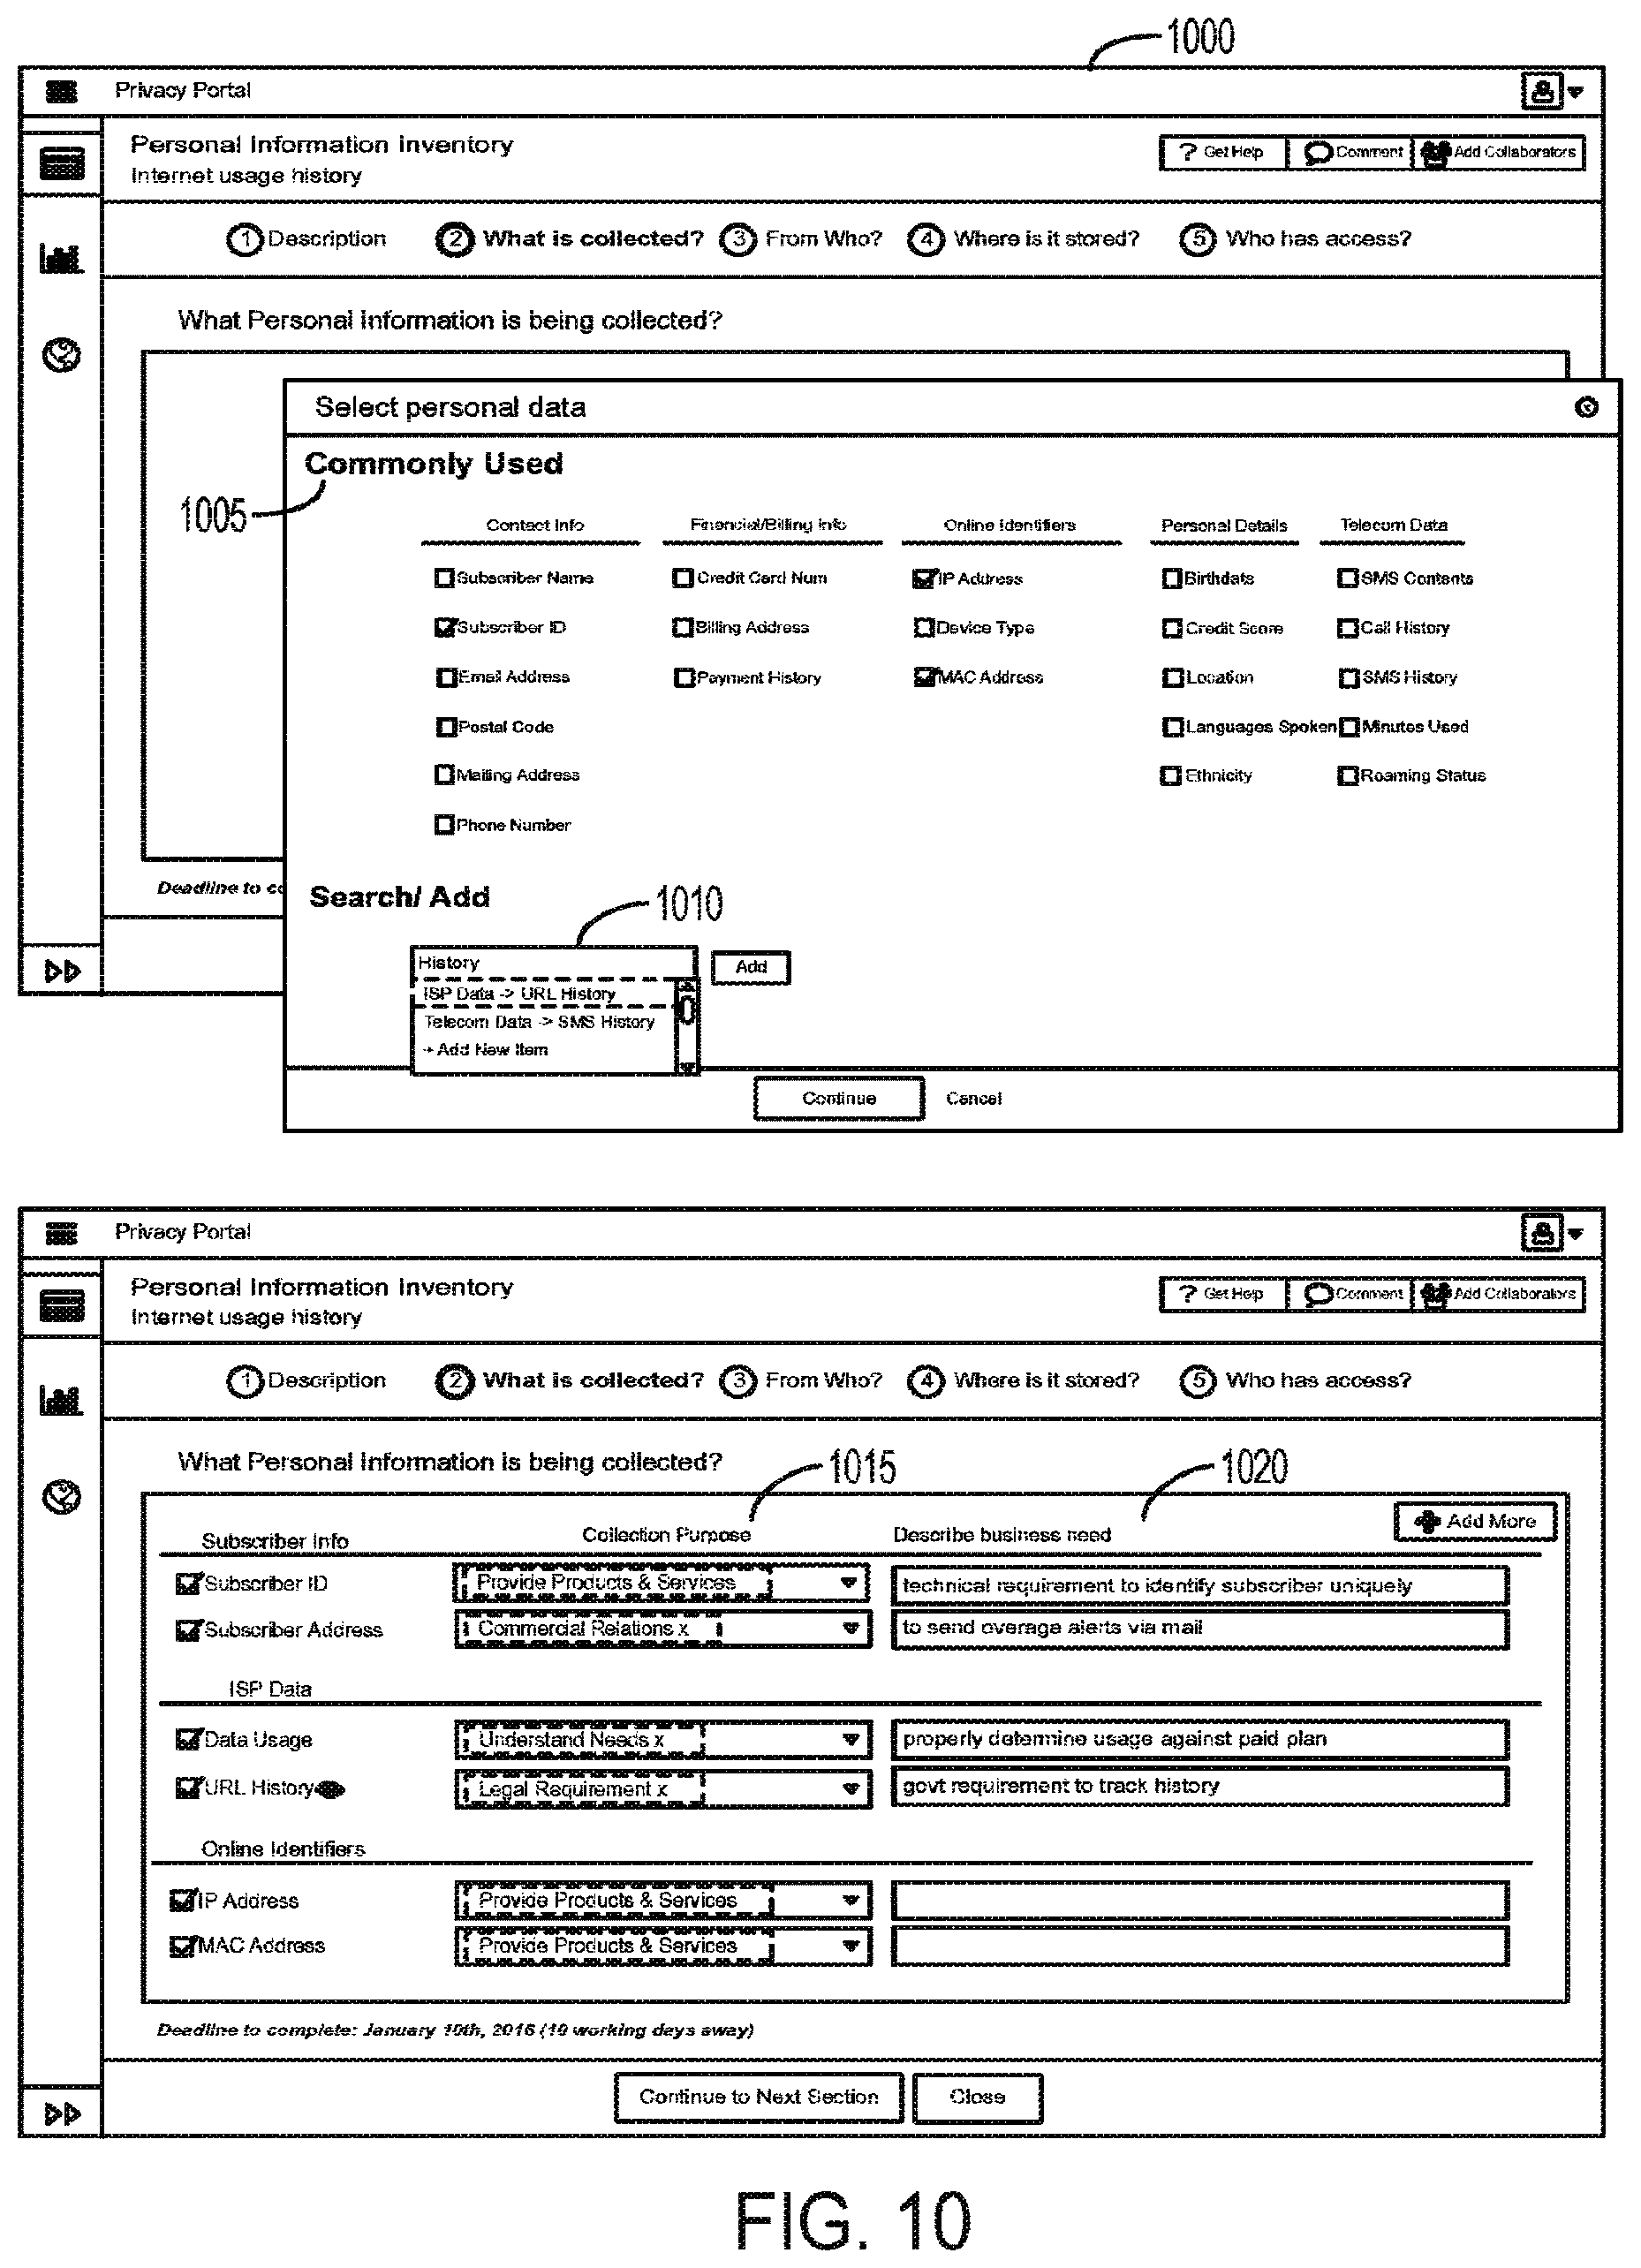 1000
Privacy Portal
Personal Information Inventory
Internet usage history
? Get Help Comment Add Collaborators
1 Description 2 What is collected? 3 From Who? 4 Where is it stored? 5 Who has access?
What Personal Information is being collected?
Select personal data
Commonly Used
1005
Contact Info Financial/Billing Info Online Identifiers Personal Details Telecom Data
Subscriber Name Credit Card Num IP Address Birthdate SMS Contents
Subscriber ID Billing Address Device Type Credit Score Call History
Email Address Payment History MAC Address Location SMS History
Postal Code Languages Spoken Minutes Used
Mailing Address Ethnicity Roaming Status
Phone Number
Deadline to co
Search/ Add
1010
History Add
ISP Data -> URL History
Telecom Data -> SMS History
+ Add New Item
Continue Cancel
Privacy Portal
Personal Information Inventory
Internet usage history
? Get Help Comment Add Collaborators
1 Description 2 What is collected? 3 From Who? 4 Where is it stored? 5 Who has access?
What Personal Information is being collected?
1015 1020
Add More
Subscriber Info Collection Purpose Describe business need
Subscriber ID Provide Products & Services technical requirement to identify subscriber uniquely
Subscriber Address Commercial Relations x to send overage alerts via mail
ISP Data
Data Usage Understand Needs x properly determine usage against paid plan
URL History Legal Requirement x govt requirement to track history
Online Identifiers
IP Address Provide Products & Services
MAC Address Provide Products & Services
Deadline to complete: January 10th, 2016 (10 working days away)
Continue to Next Section Close
FIG. 10